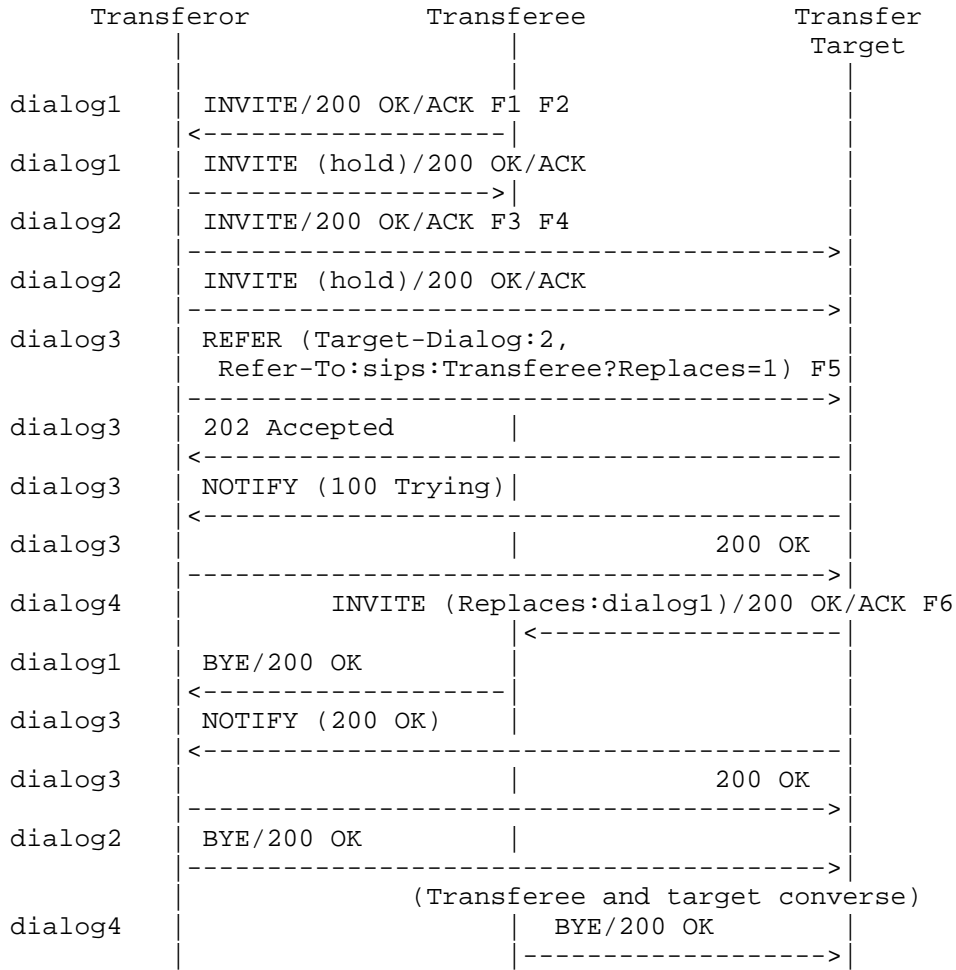 Transferor Transferee Transfer
Target
dialog1 INVITE/200 OK/ACK F1 F2
dialog1 INVITE (hold)/200 OK/ACK
dialog2 INVITE/200 OK/ACK F3 F4
dialog2 INVITE (hold)/200 OK/ACK
dialog3 REFER (Target-Dialog:2,
Refer-To:sips:Transferee?Replaces=1) F5
dialog3 202 Accepted
dialog3 NOTIFY (100 Trying)
dialog3 200 OK
dialog4 INVITE (Replaces:dialog1)/200 OK/ACK F6
dialog1 BYE/200 OK
dialog3 NOTIFY (200 OK)
dialog3 200 OK
dialog2 BYE/200 OK
(Transferee and target converse)
dialog4 BYE/200 OK